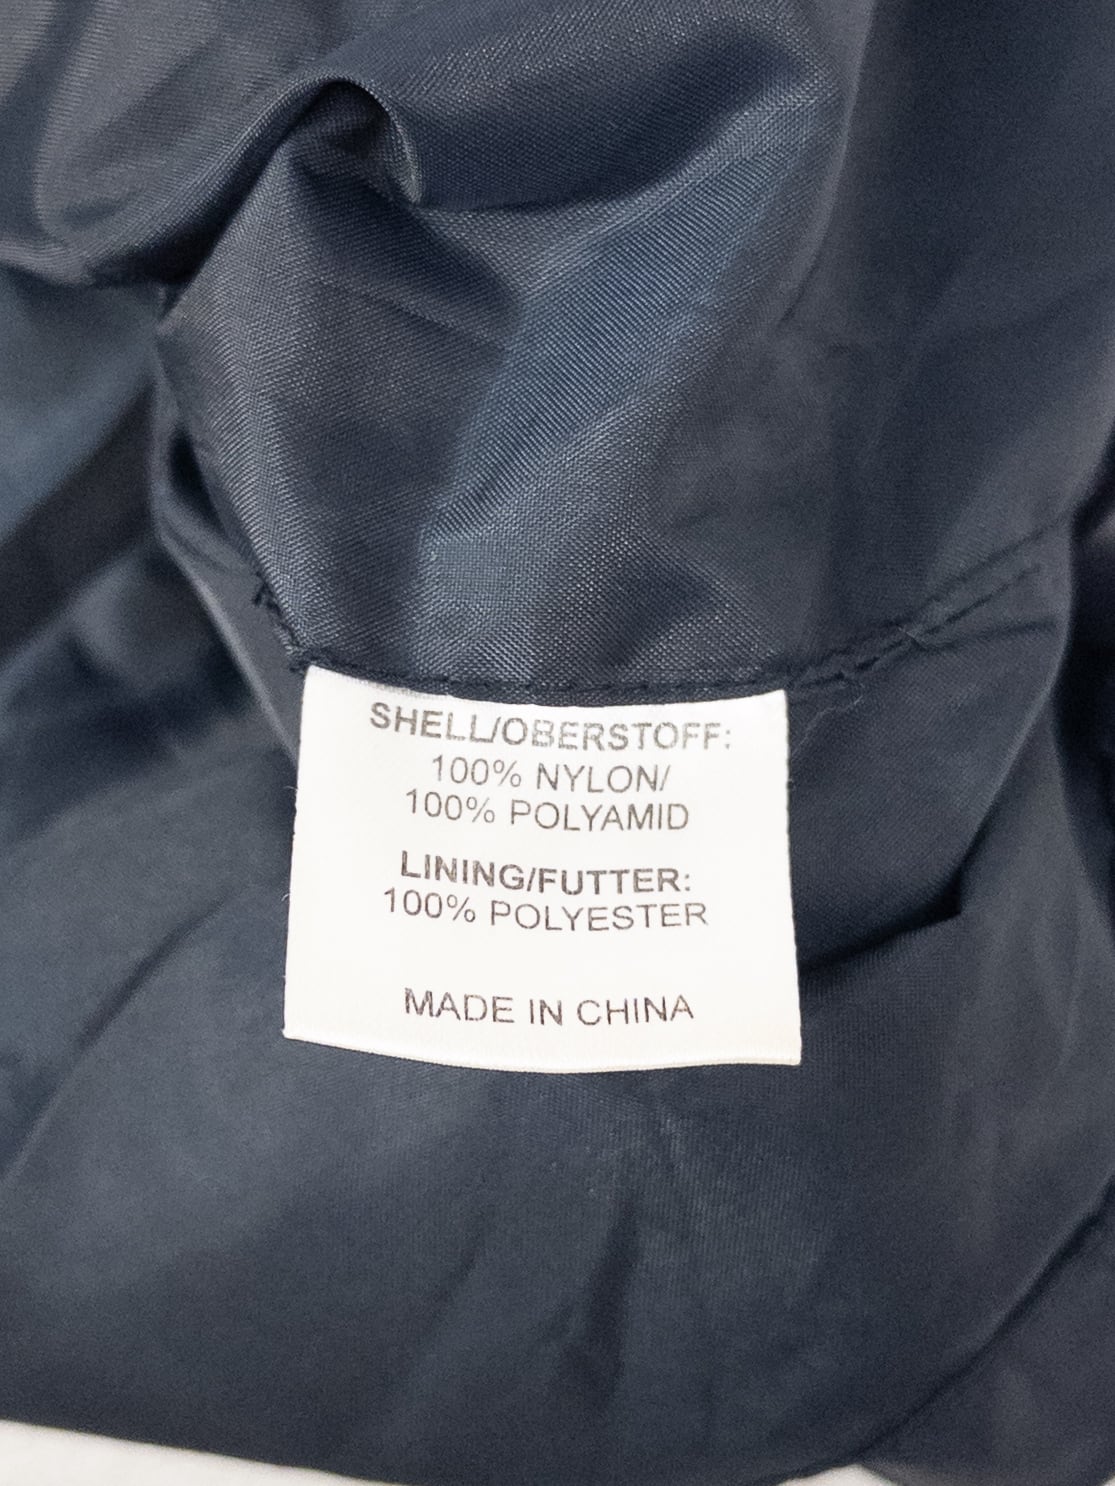 SHELL/OBERSTOFF:
100% NYLON/
100% POLYAMID
LINING/FUTTER:
100% POLYESTER
MADE IN CHINA